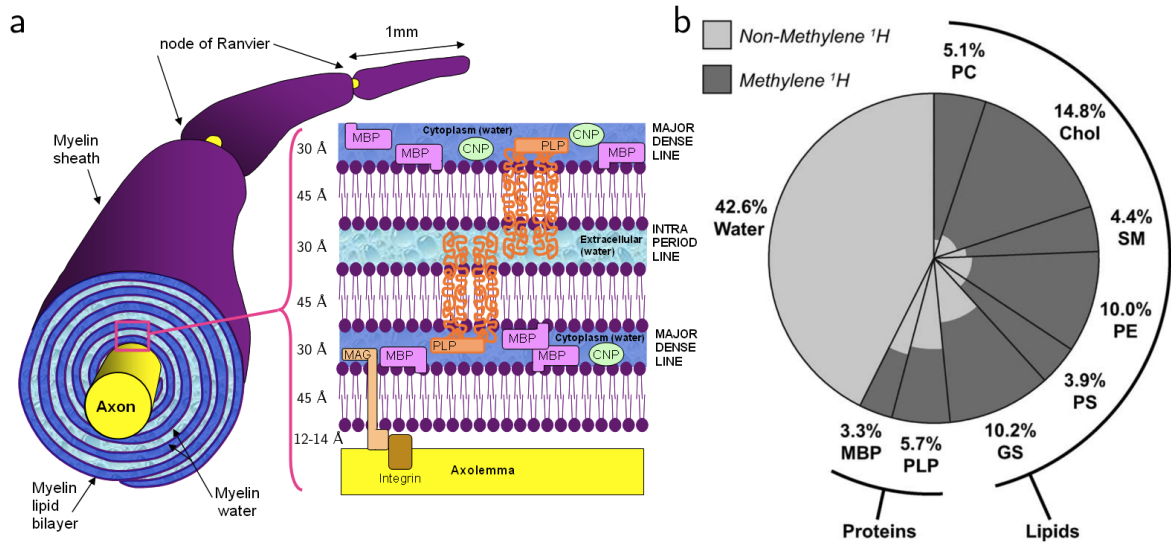 a
node of Ranvier
1mm
Myelin
sheath
Axon
Myelin
lipid
bilayer
Myelin
water
30 Å
45 Å
30 Å
45 Å
30 Å
45 Å
12-14 Å
MBP
Cytoplasm (water)
CNP
MBP
CNP
PLP
MBP
MAJOR
DENSE
LINE
Extracellular
(water)
INTRA
PERIOD
LINE
MAG
MBP
PLP
MBP
MBP
Cytoplasm (water)
CNP
MAJOR
DENSE
LINE
Integrin
Axolemma
b
Non-Methylene ¹H
Methylene ¹H
5.1%
PC
14.8%
Chol
4.4%
SM
10.0%
PE
3.9%
PS
10.2%
GS
5.7%
PLP
3.3%
MBP
42.6%
Water
Proteins
Lipids